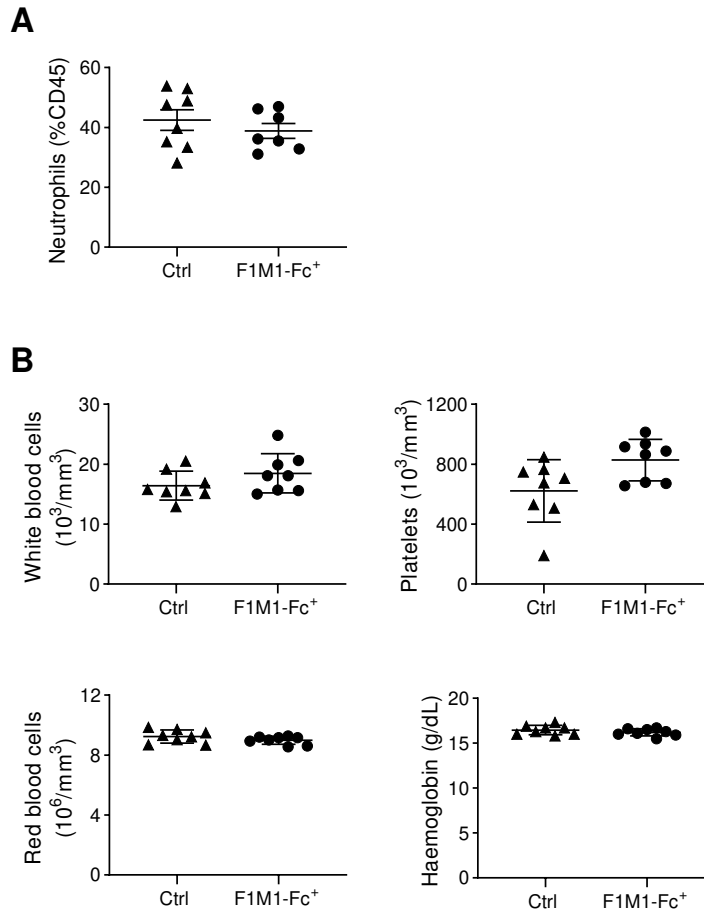 A
Neutrophils (%CD45)
60
40
20
0
Ctrl
F1M1-Fc⁺
B
White blood cells
(10³/mm³)
30
20
10
0
Ctrl
F1M1-Fc⁺
Platelets (10³/mm³)
1200
800
400
0
Ctrl
F1M1-Fc⁺
Red blood cells
(10⁶/mm³)
12
9
8
4
0
Ctrl
F1M1-Fc⁺
Haemoglobin (g/dL)
20
15
10
5
0
Ctrl
F1M1-Fc⁺